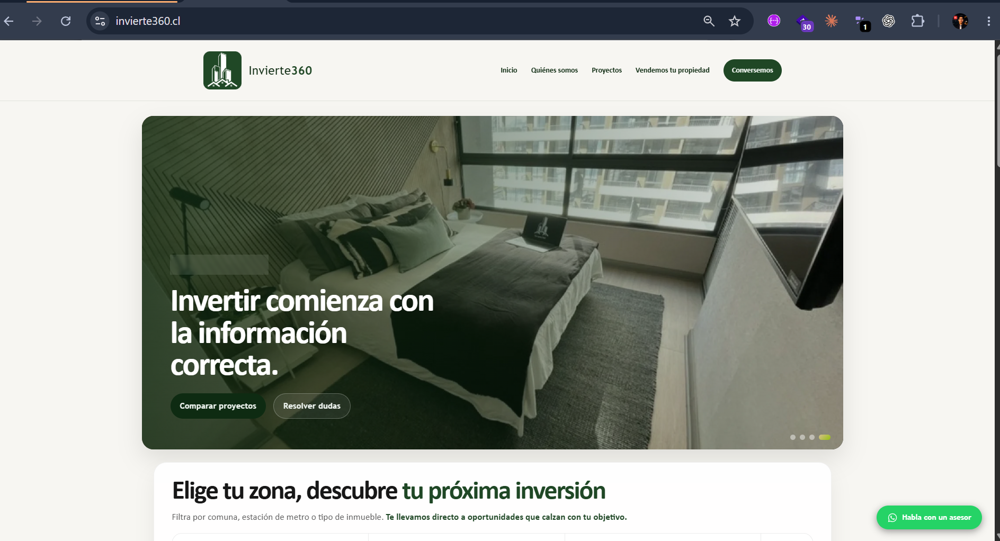 invierte360.cl
30
1
Invierte360
Inicio
Quiénes somos
Proyectos
Vendemos tu propiedad
Conversemos
Invertir comienza con
la información
correcta.
Comparar proyectos
Resolver dudas
Elige tu zona, descubre tu próxima inversión
Filtra por comuna, estación de metro o tipo de inmueble. Te llevamos directo a oportunidades que calzan con tu objetivo.
Habla con un asesor